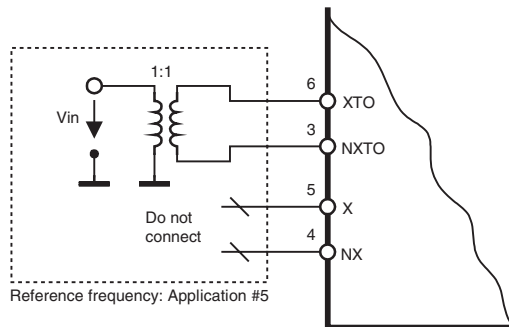 1:1
6
XTO
Vin
3
NXTO
5
X
Do not
connect
4
NX
Reference frequency: Application #5